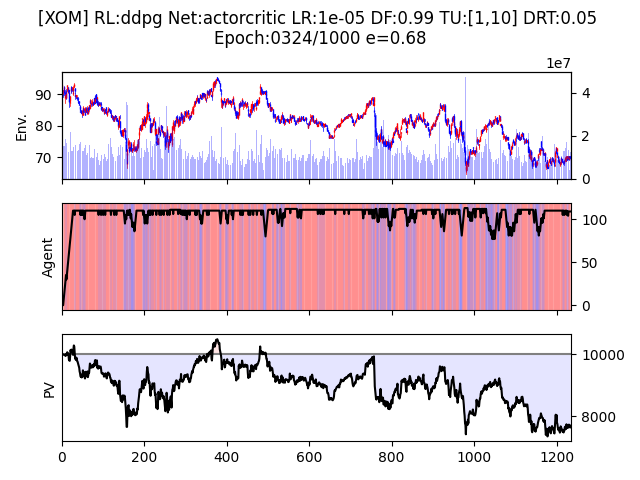 [XOM] RL:ddpg Net:actorcritic LR:1e-05 DF:0.99 TU:[1,10] DRT:0.05
Epoch:0324/1000 e=0.68
1e7
Env.
90
80
70
4
2
0
Agent
100
50
0
PV
10000
8000
0 200 400 600 800 1000 1200